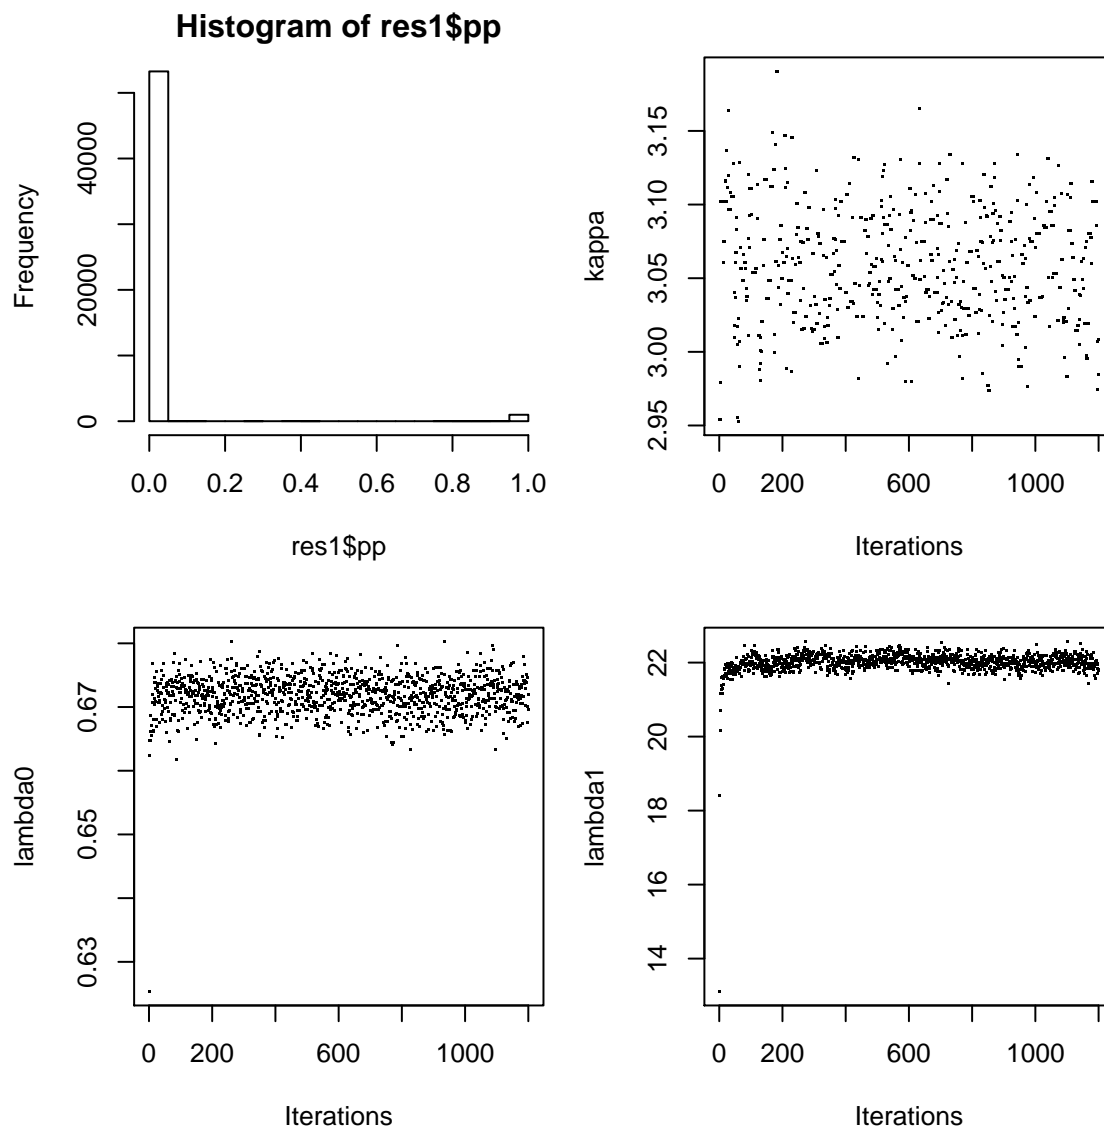 Histogram of res1$pp
Frequency
0
20000
40000
0.0 0.2 0.4 0.6 0.8 1.0
res1$pp
kappa
2.95
3.00
3.05
3.10
3.15
0 200 600 1000
Iterations
lambda0
0.63
0.65
0.67
0 200 600 1000
Iterations
lambda1
14
16
18
20
22
0 200 600 1000
Iterations